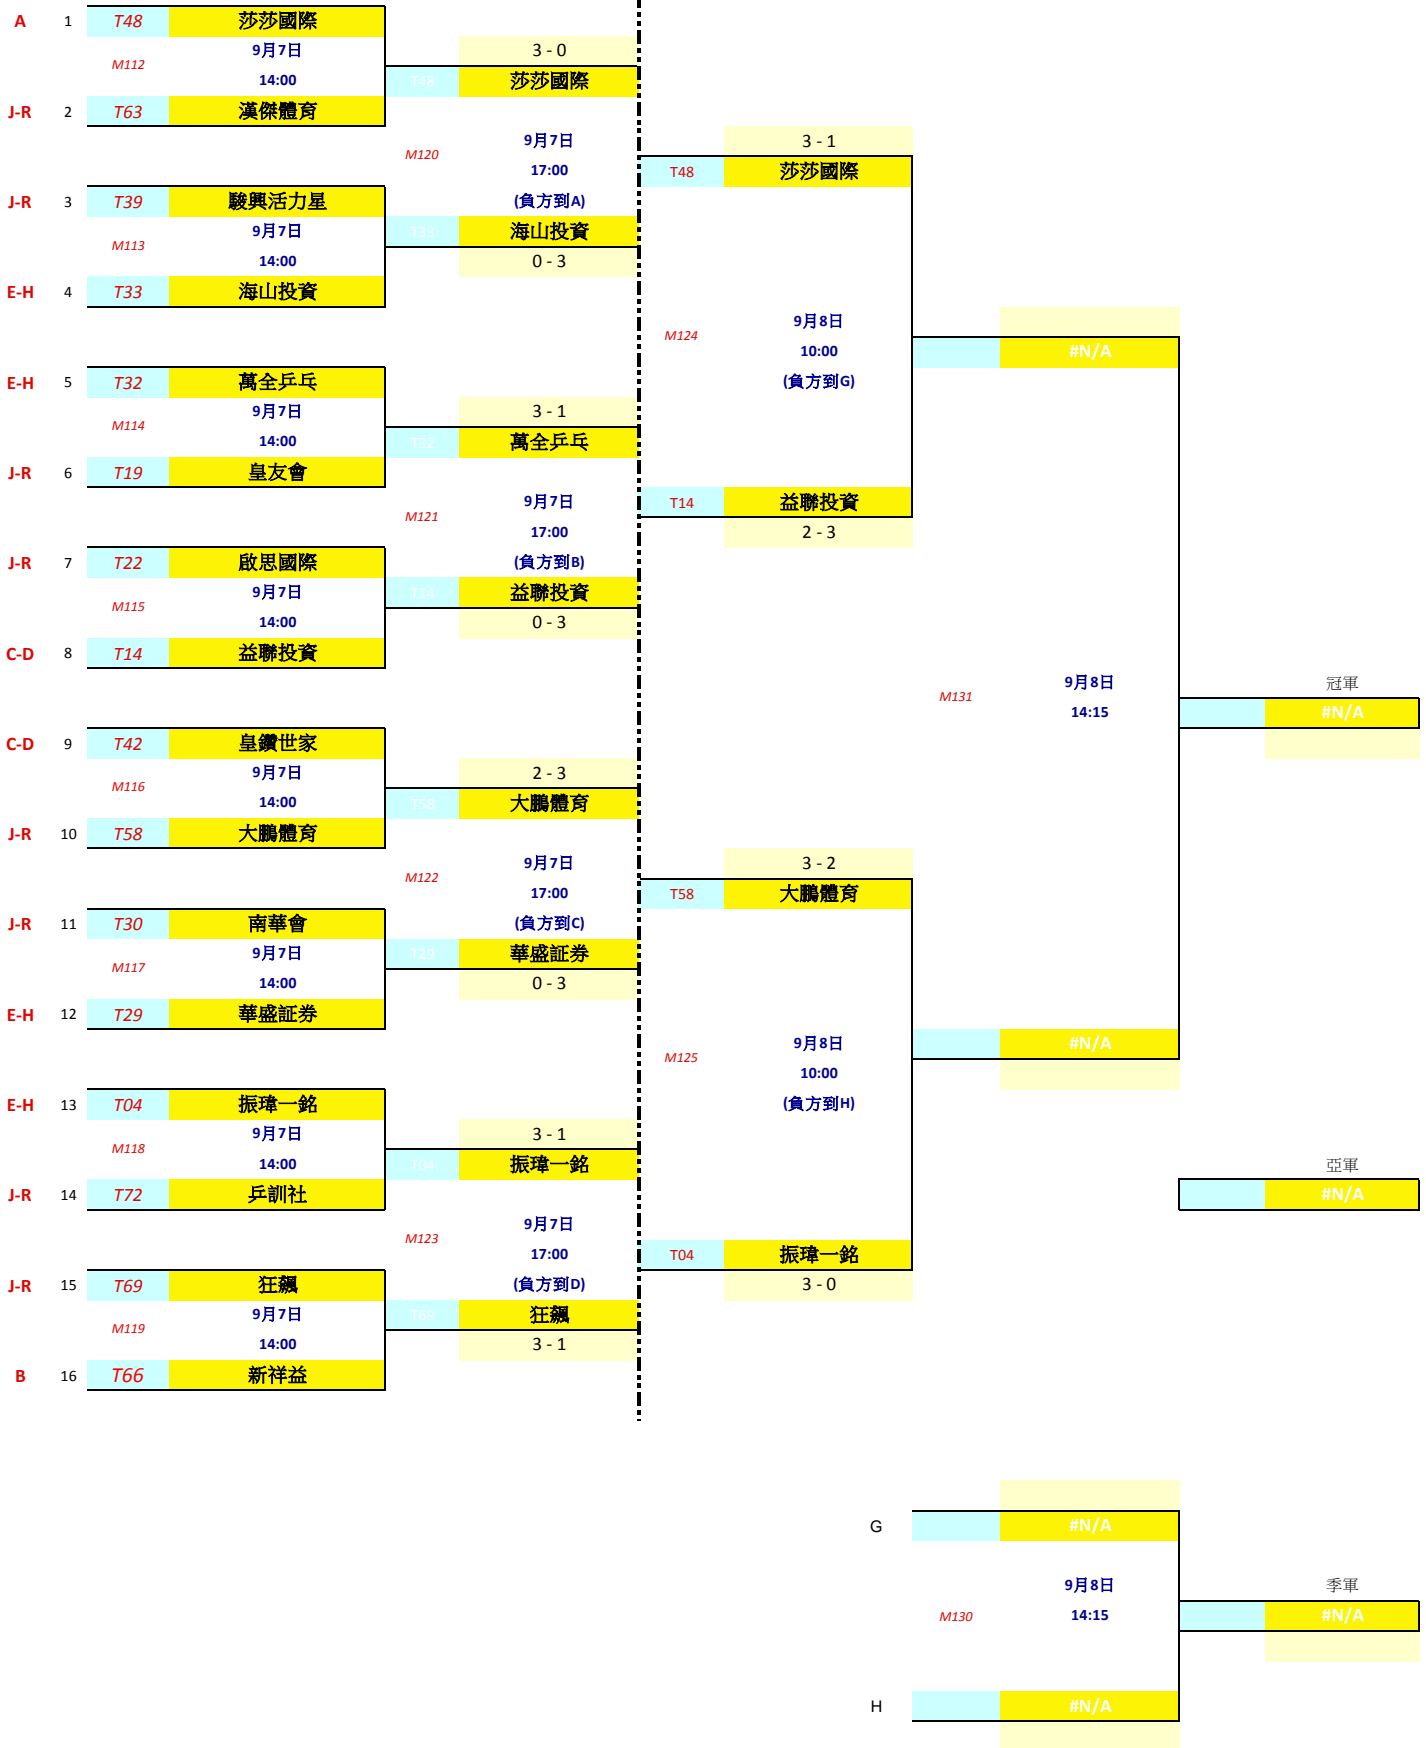 A 1 T48 莎莎國際
M112 9月7日 3 - 0
14:00 T48 莎莎國際
J-R 2 T63 漢傑體育
M120 9月7日 3 - 1
17:00 T48 莎莎國際
J-R 3 T39 駿興活力星 (負方到A)
M113 9月7日 T33 海山投資
14:00 0 - 3
E-H 4 T33 海山投資
M124 9月8日
10:00 #N/A
E-H 5 T32 萬全乒乓 (負方到G)
M114 9月7日 3 - 1
14:00 T32 萬全乒乓
J-R 6 T19 皇友會
M121 9月7日 T14 益聯投資
17:00 2 - 3
J-R 7 T22 啟思國際 (負方到B)
M115 9月7日 T14 益聯投資
14:00 0 - 3
C-D 8 T14 益聯投資
M131 9月8日 冠軍
14:15 #N/A
C-D 9 T42 皇鑽世家
M116 9月7日 2 - 3
14:00 T58 大鵬體育
J-R 10 T58 大鵬體育
M122 9月7日 3 - 2
17:00 T58 大鵬體育
J-R 11 T30 南華會 (負方到C)
M117 9月7日 T29 華盛証券
14:00 0 - 3
E-H 12 T29 華盛証券
M125 9月8日 #N/A
10:00
E-H 13 T04 振瑋一銘 (負方到H)
M118 9月7日 3 - 1
14:00 T04 振瑋一銘 亞軍
J-R 14 T72 乒訓社 #N/A
M123 9月7日
17:00 T04 振瑋一銘
J-R 15 T69 狂飆 (負方到D) 3 - 0
M119 9月7日 T69 狂飆
14:00 3 - 1
B 16 T66 新祥益
G #N/A
M130 9月8日 季軍
14:15 #N/A
H #N/A